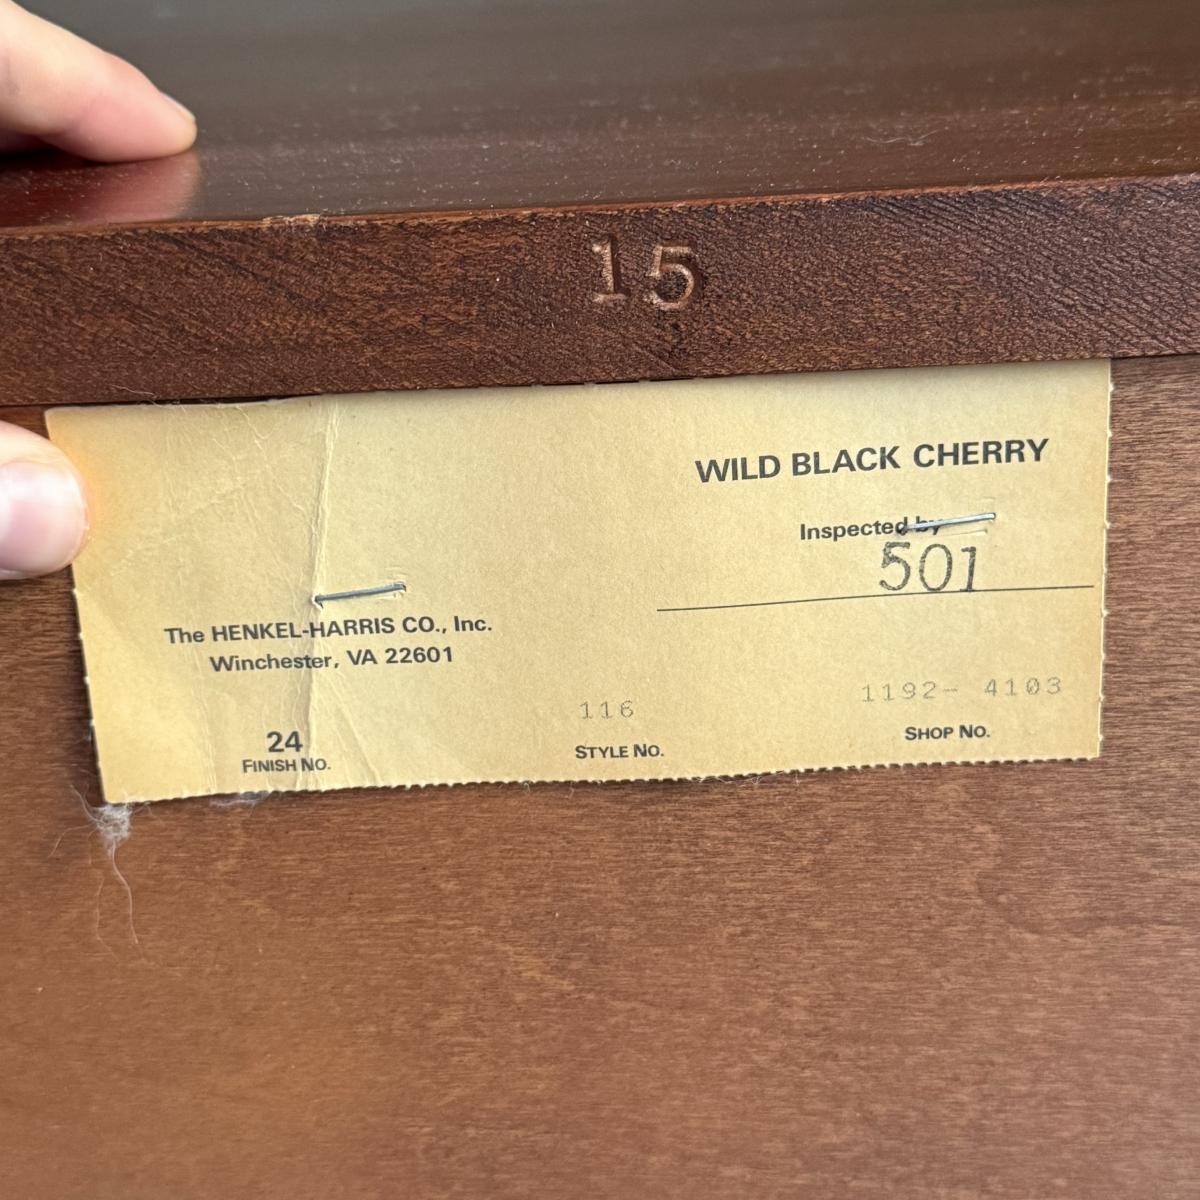 15
WILD BLACK CHERRY
Inspected by
501
The HENKEL-HARRIS CO., Inc.
Winchester, VA 22601
24
FINISH NO.
116
STYLE NO.
1192- 4103
SHOP NO.